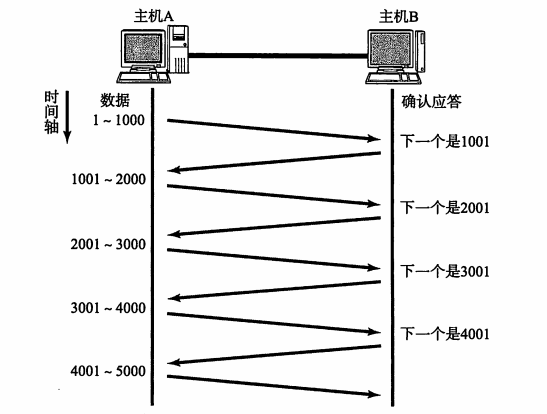 主机A
主机B
时间轴
数据
确认应答
1 ~ 1000
下一个是1001
1001 ~ 2000
下一个是2001
2001 ~ 3000
下一个是3001
3001 ~ 4000
下一个是4001
4001 ~ 5000